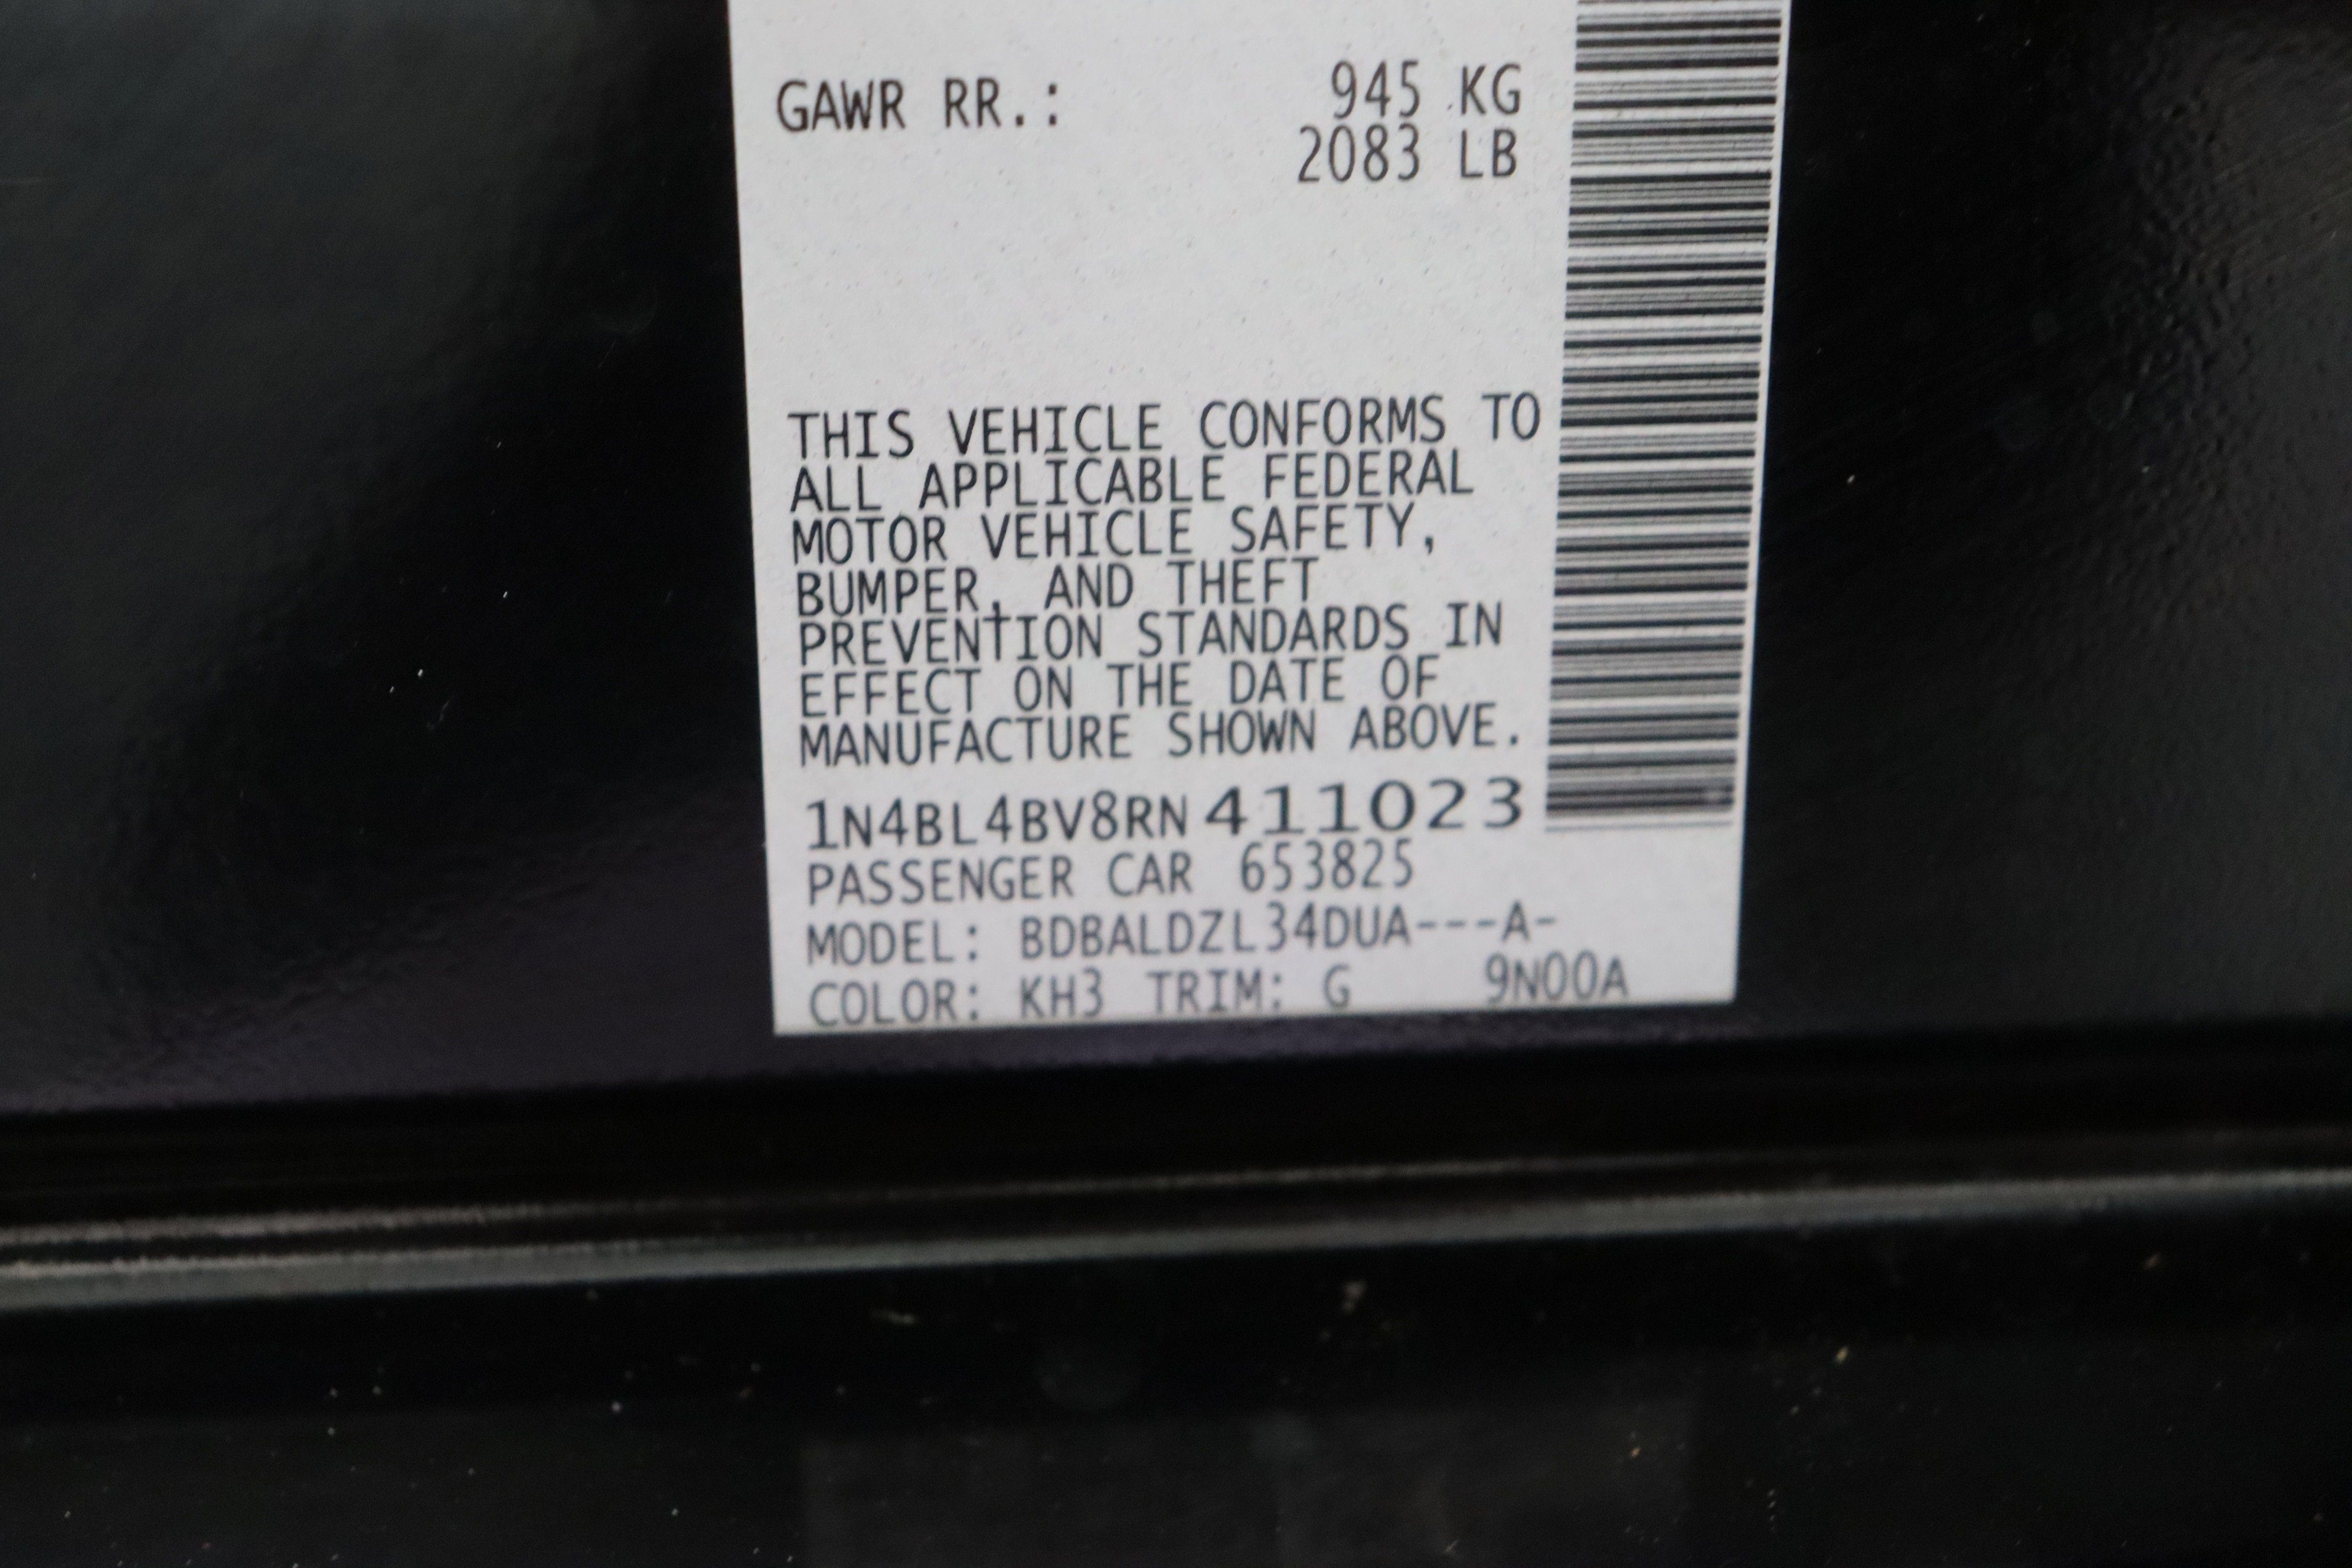 GAWR RR.: 945 KG
2083 LB
THIS VEHICLE CONFORMS TO
ALL APPLICABLE FEDERAL
MOTOR VEHICLE SAFETY,
BUMPER, AND THEFT
PREVENTION STANDARDS IN
EFFECT ON THE DATE OF
MANUFACTURE SHOWN ABOVE.
1N4BL4BV8RN411023
PASSENGER CAR 653825
MODEL: BDBALDZL34DUA---A-
COLOR: KH3 TRIM: G 9N00A